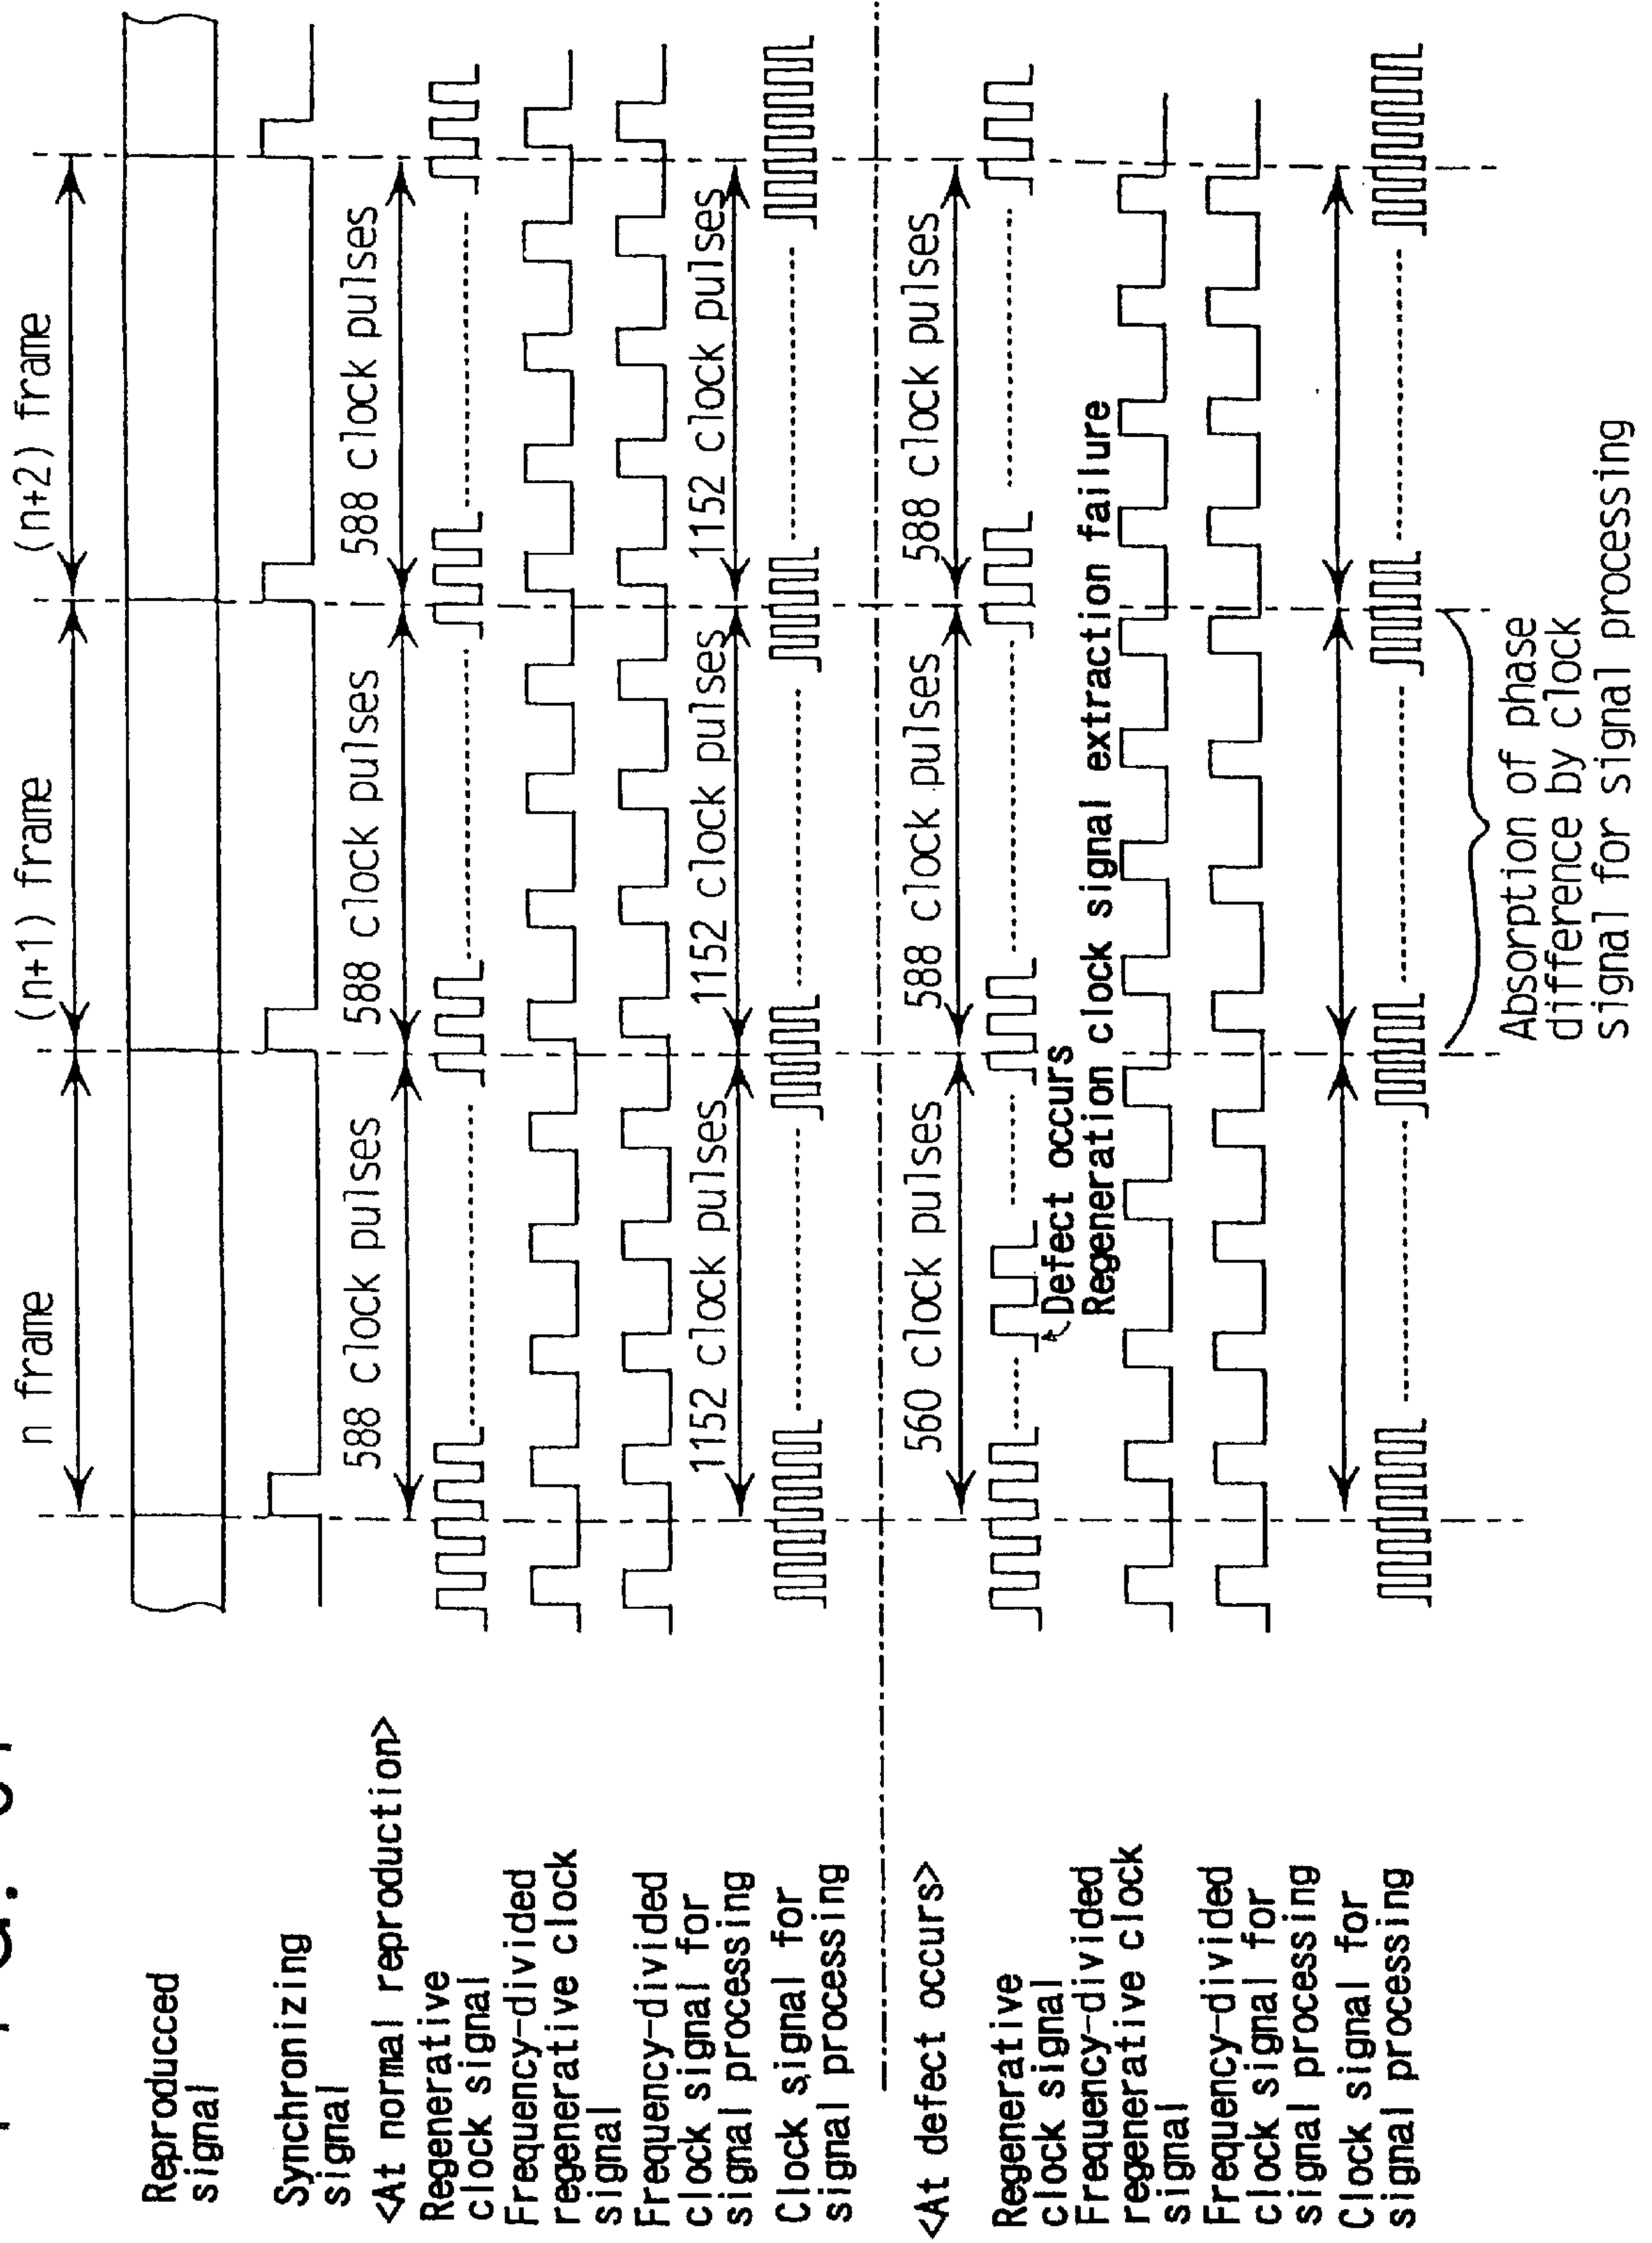 n frame
(n+1) frame
(n+2) frame
Reproducced
signal
Synchronizing
signal
<At normal reproduction>
588 clock pulses
588 clock pulses
588 clock pulses
Regenerative
clock signal
Frequency-divided
regenerative clock
signal
Frequency-divided
clock signal for
signal processing
1152 clock pulses
1152 clock pulses
1152 clock pulses
Clock signal for
signal processing
<At defect occurs>
560 clock pulses
588 clock pulses
588 clock pulses
Regenerative
clock signal
Defect occurs
Regeneration clock signal extraction failure
Frequency-divided
regenerative clock
signal
Frequency-divided
clock signal for
signal processing
Clock signal for
signal processing
Absorption of phase
difference by clock
signal for signal processing